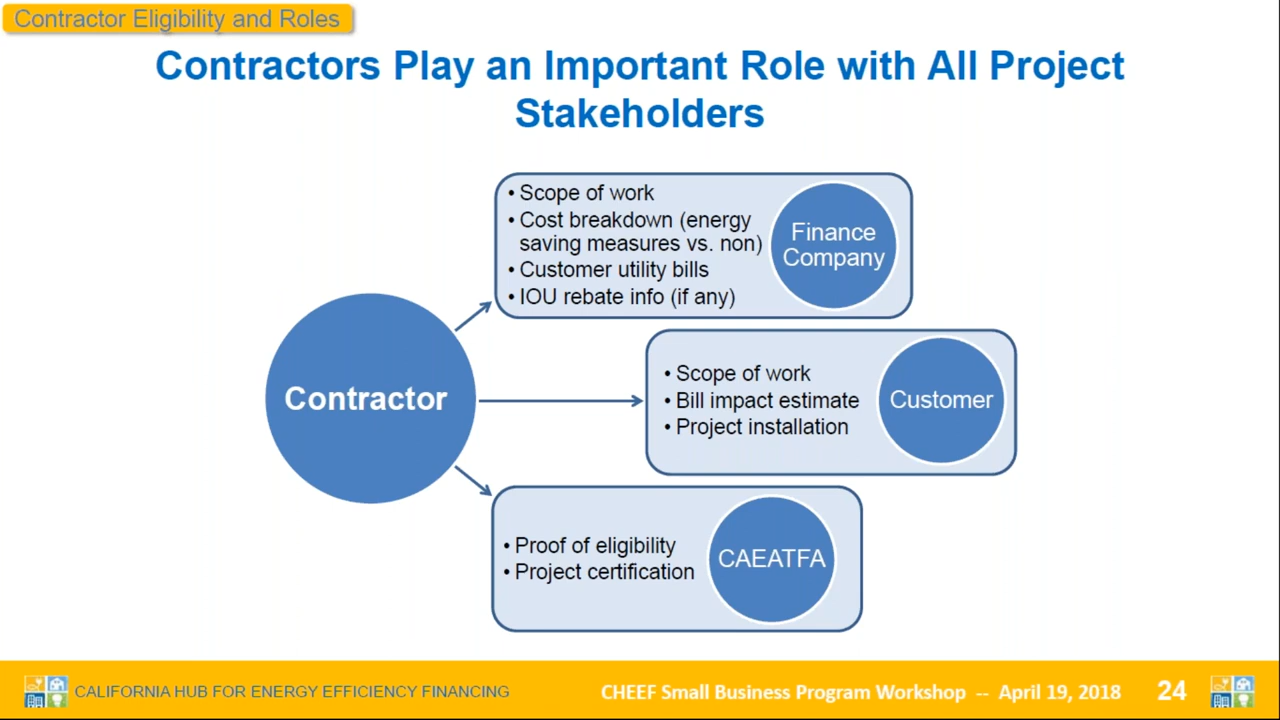 Contractor Eligibility and Roles
Contractors Play an Important Role with All Project
Stakeholders
• Scope of work
• Cost breakdown (energy
saving measures vs. non)
• Customer utility bills
• IOU rebate info (if any)
Finance
Company
Contractor
• Scope of work
• Bill impact estimate
• Project installation
Customer
• Proof of eligibility
• Project certification
CAEATFA
CALIFORNIA HUB FOR ENERGY EFFICIENCY FINANCING
CHEEF Small Business Program Workshop -- April 19, 2018
24